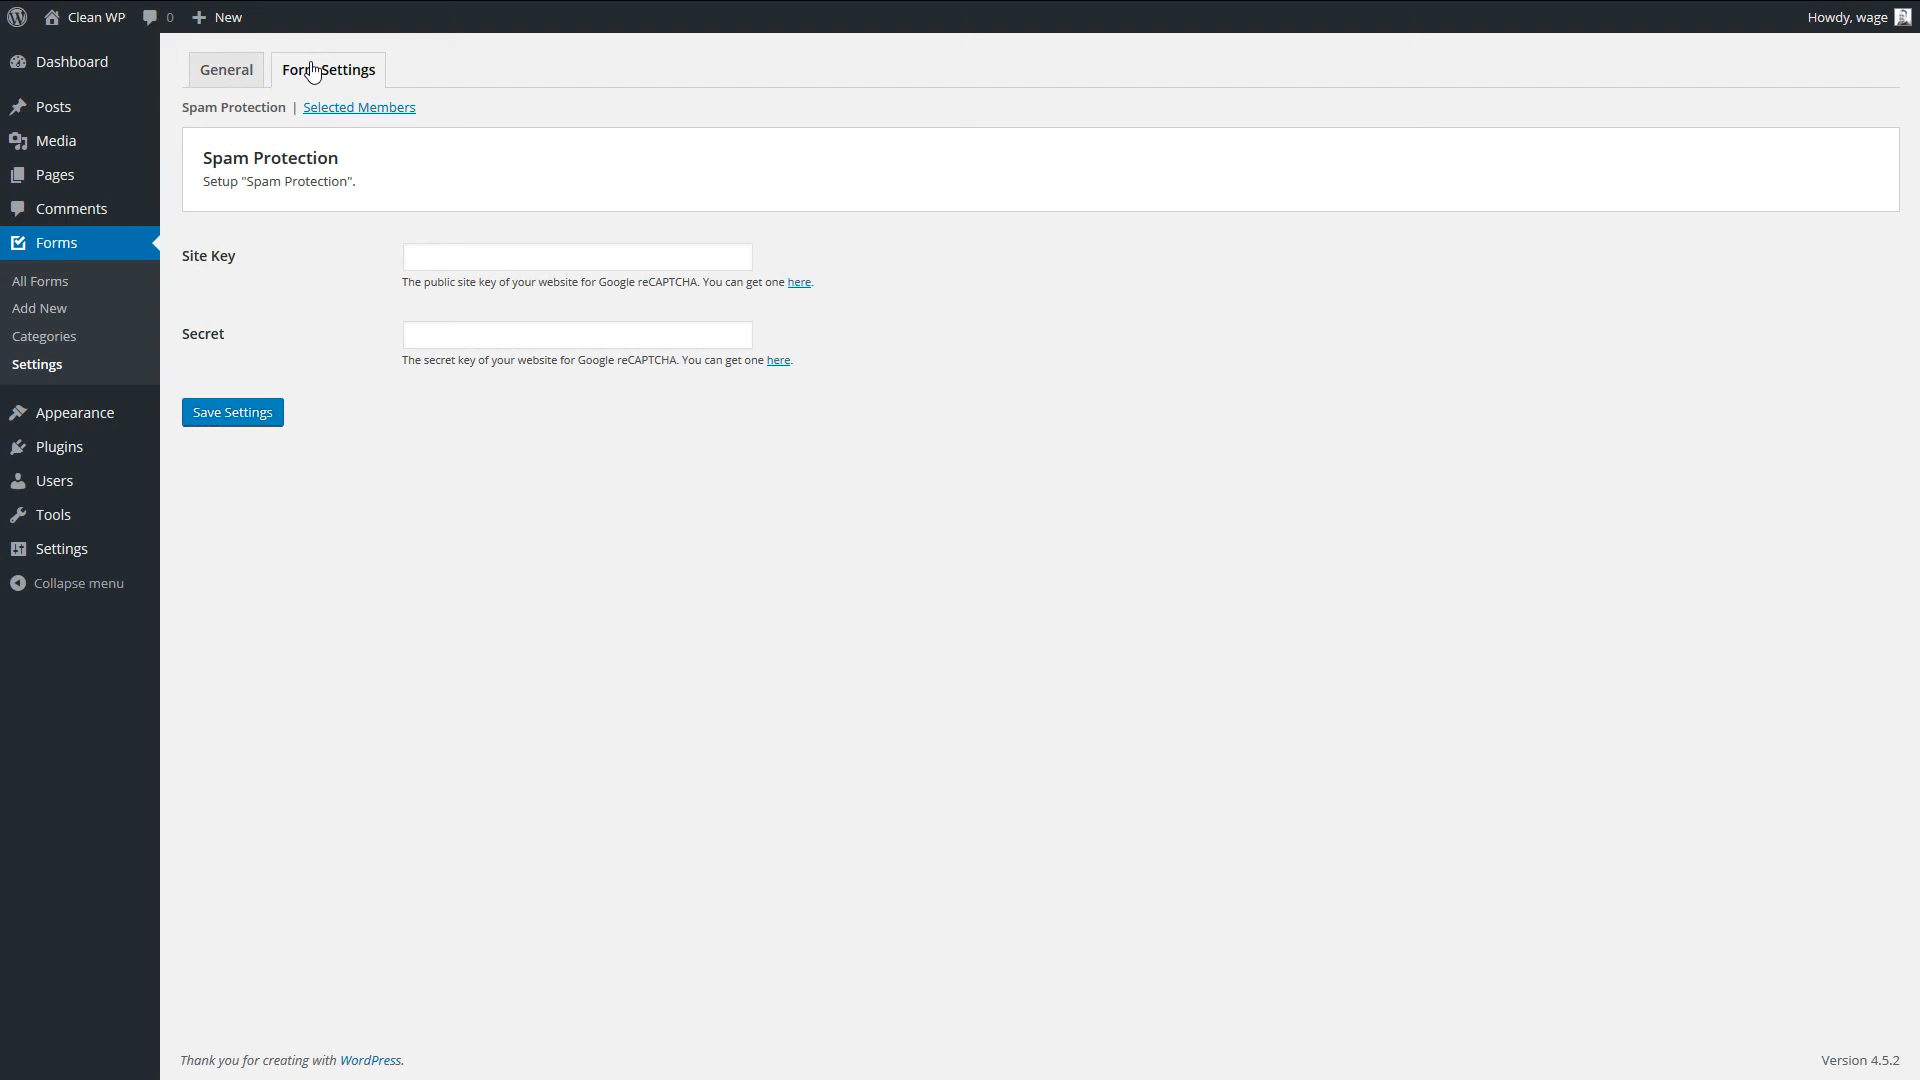 Clean WP 0 New Howdy, wage
Dashboard
Posts
Media
Pages
Comments
Forms
All Forms
Add New
Categories
Settings
Appearance
Plugins
Users
Tools
Settings
Collapse menu
General Form Settings
Spam Protection | Selected Members
Spam Protection
Setup "Spam Protection".
Site Key
The public site key of your website for Google reCAPTCHA. You can get one here.
Secret
The secret key of your website for Google reCAPTCHA. You can get one here.
Save Settings
Thank you for creating with WordPress. Version 4.5.2